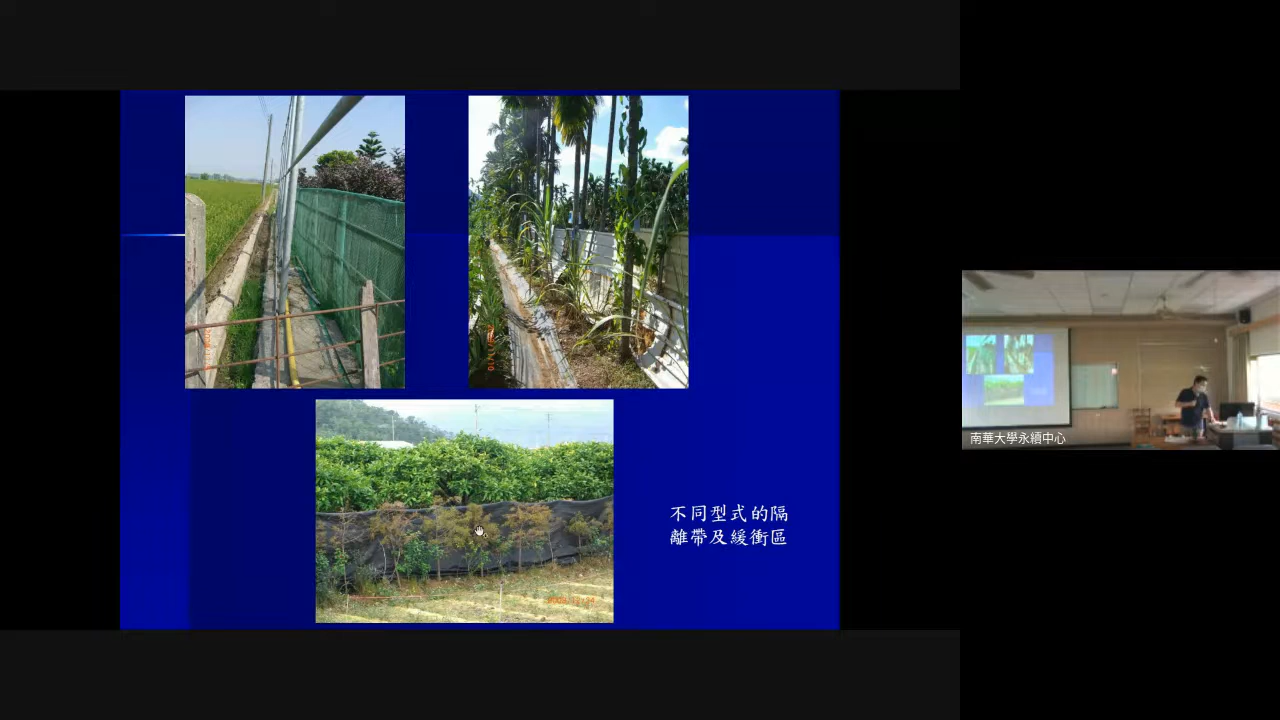 不同型式的隔
離帶及緩衝區
南華大學永續中心